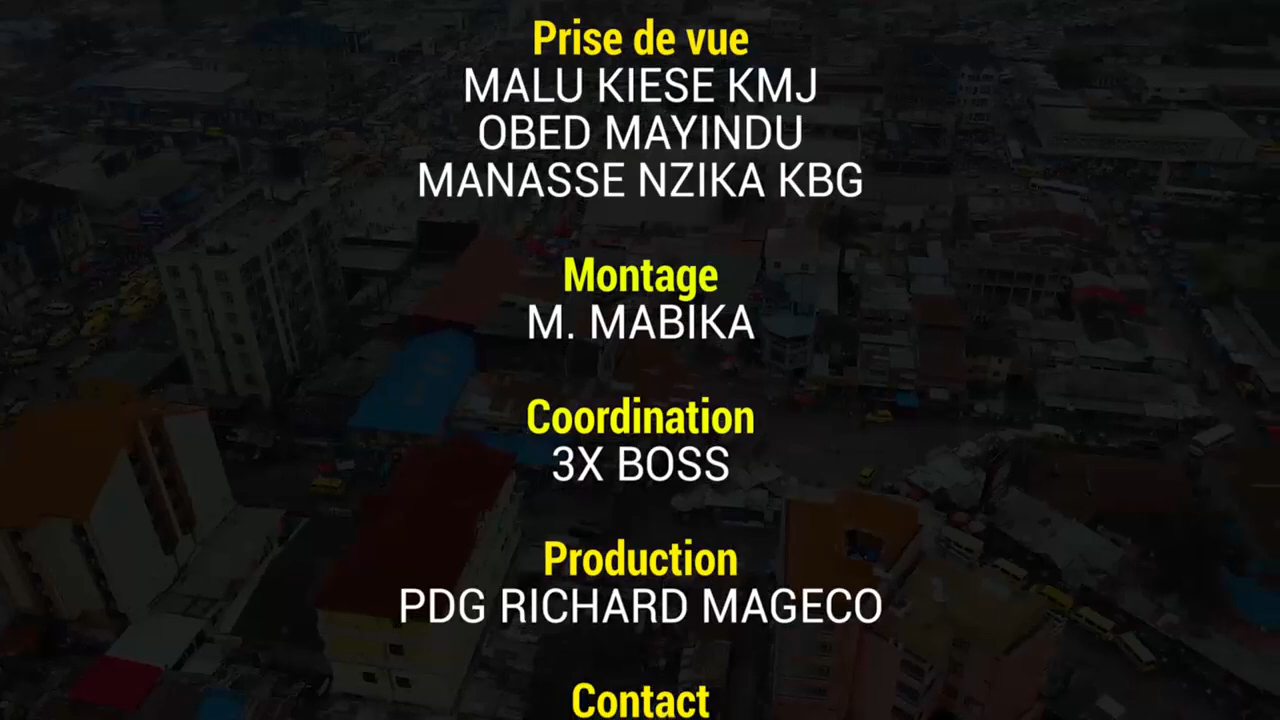 Prise de vue
MALU KIESE KMJ
OBED MAYINDU
MANASSE NZIKA KBG
Montage
M. MABIKA
Coordination
3X BOSS
Production
PDG RICHARD MAGECO
Contact